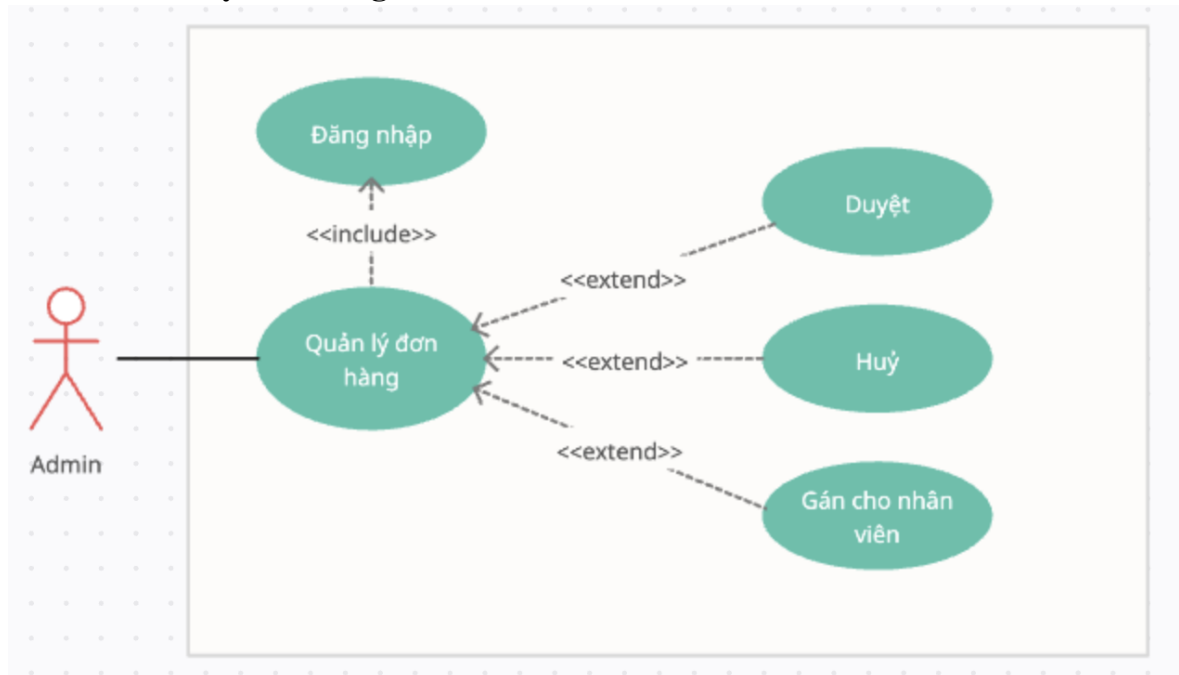 Đăng nhập
<<include>>
Duyệt
<<extend>>
Quản lý đơn
hàng
<<extend>>
Huỷ
<<extend>>
Admin
Gán cho nhân
viên